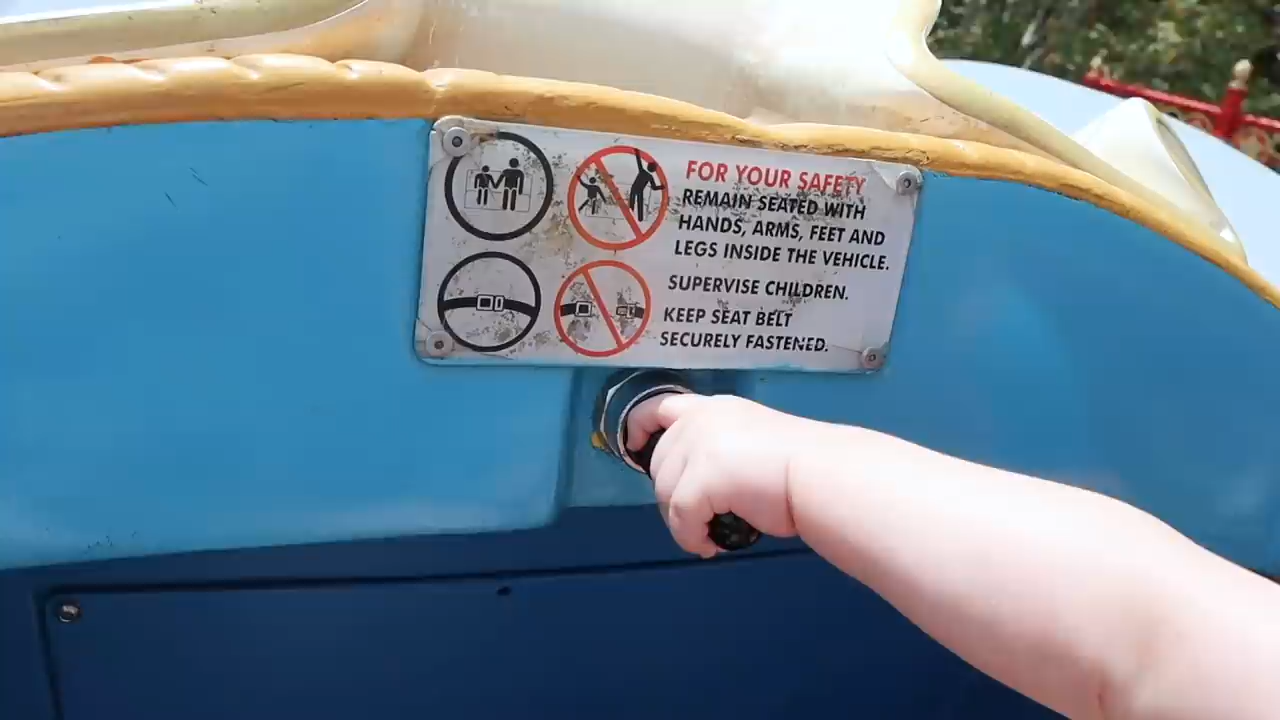 FOR YOUR SAFETY
REMAIN SEATED WITH
HANDS, ARMS, FEET AND
LEGS INSIDE THE VEHICLE.
SUPERVISE CHILDREN.
KEEP SEAT BELT
SECURELY FASTENED.